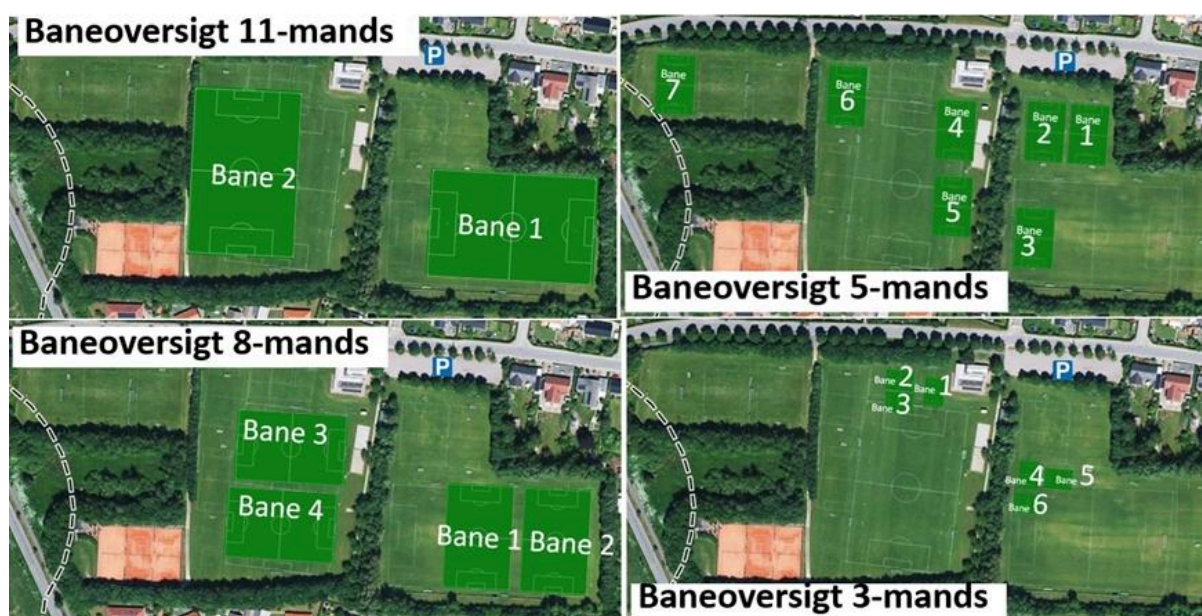 Baneoversigt 11-mands
P
Bane 2
Bane 1
Bane
7
Bane
6
Bane
4
Bane
5
P
Bane
2
Bane
1
Bane
3
Baneoversigt 5-mands
Baneoversigt 8-mands
P
Bane 3
Bane 4
Bane 1
Bane 2
P
Bane 2
Bane 1
Bane 3
Bane 4
Bane 5
Bane 6
Baneoversigt 3-mands